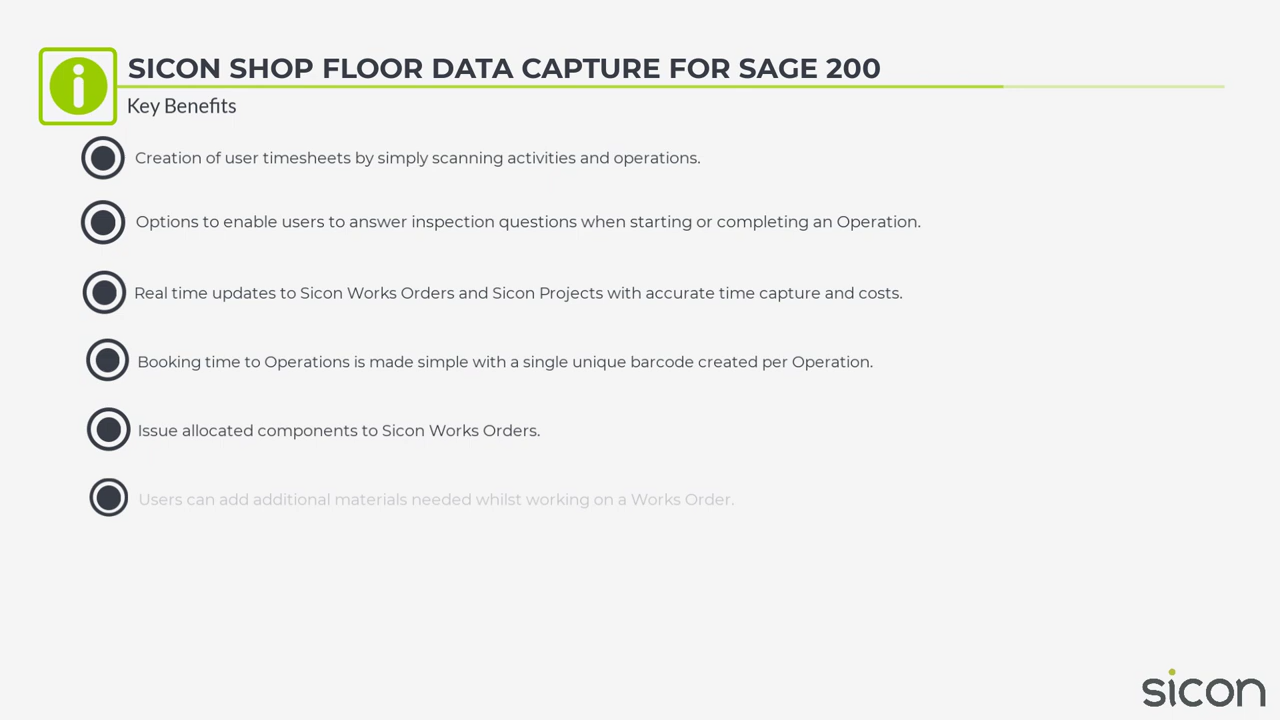 SICON SHOP FLOOR DATA CAPTURE FOR SAGE 200
Key Benefits
Creation of user timesheets by simply scanning activities and operations.
Options to enable users to answer inspection questions when starting or completing an Operation.
Real time updates to Sicon Works Orders and Sicon Projects with accurate time capture and costs.
Booking time to Operations is made simple with a single unique barcode created per Operation.
Issue allocated components to Sicon Works Orders.
Users can add additional materials needed whilst working on a Works Order.
sicon